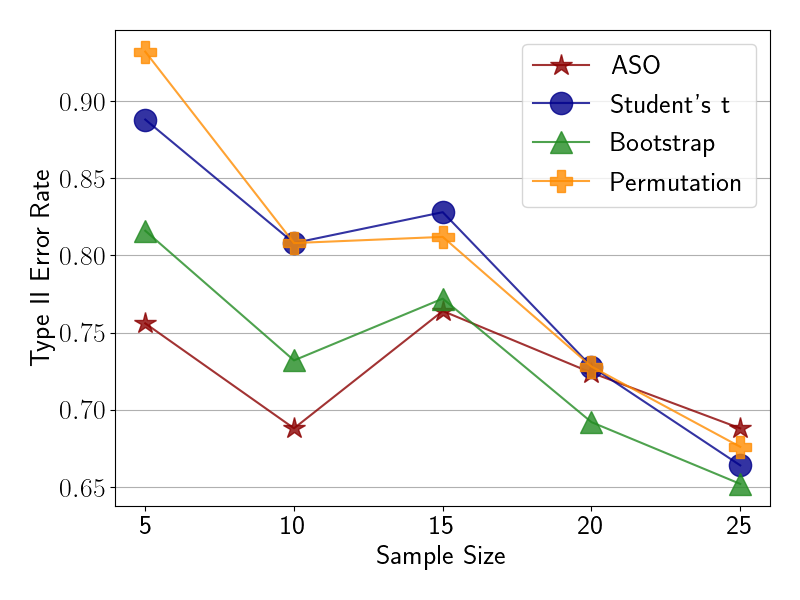 ASO
Student's t
Bootstrap
Permutation
Type II Error Rate
0.90
0.85
0.80
0.75
0.70
0.65
5
10
15
20
25
Sample Size